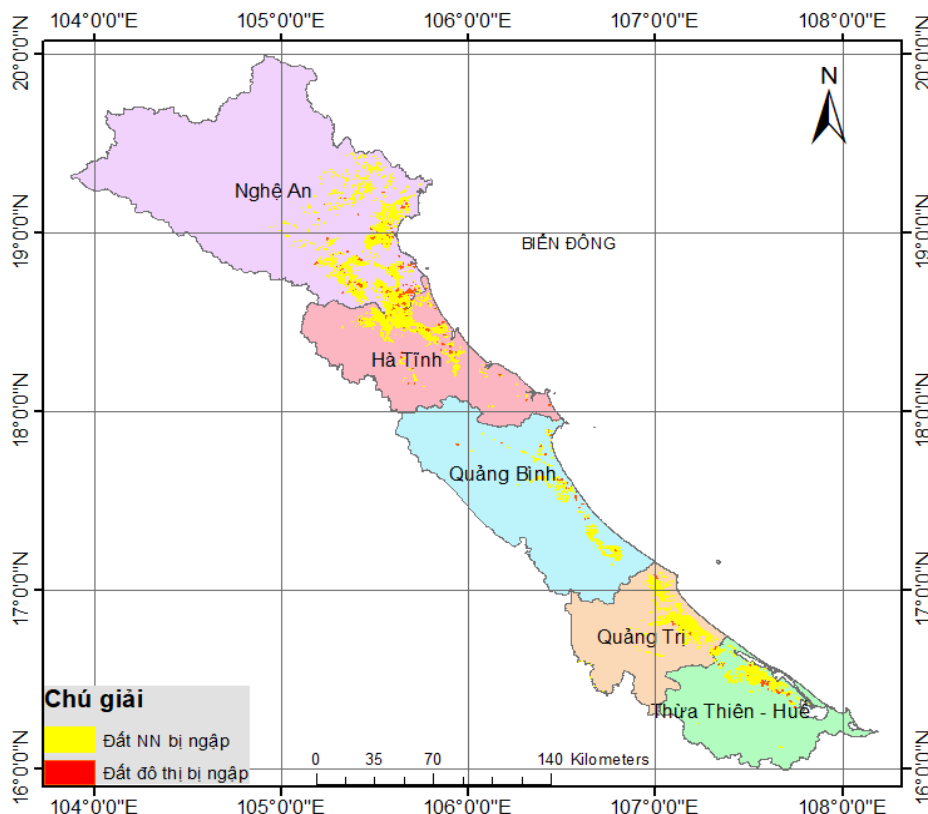 104°0'0"E 105°0'0"E 106°0'0"E 107°0'0"E 108°0'0"E
20°0'0"N 20°0'0"N
N
Nghệ An
19°0'0"N 19°0'0"N
BIỂN ĐÔNG
Hà Tĩnh
18°0'0"N 18°0'0"N
Quảng Bình
17°0'0"N 17°0'0"N
Quảng Trị
Thừa Thiên - Huế
Chú giải
Đất NN bị ngập
Đất đô thị bị ngập
0 35 70 140 Kilometers
16°0'0"N 16°0'0"N
104°0'0"E 105°0'0"E 106°0'0"E 107°0'0"E 108°0'0"E